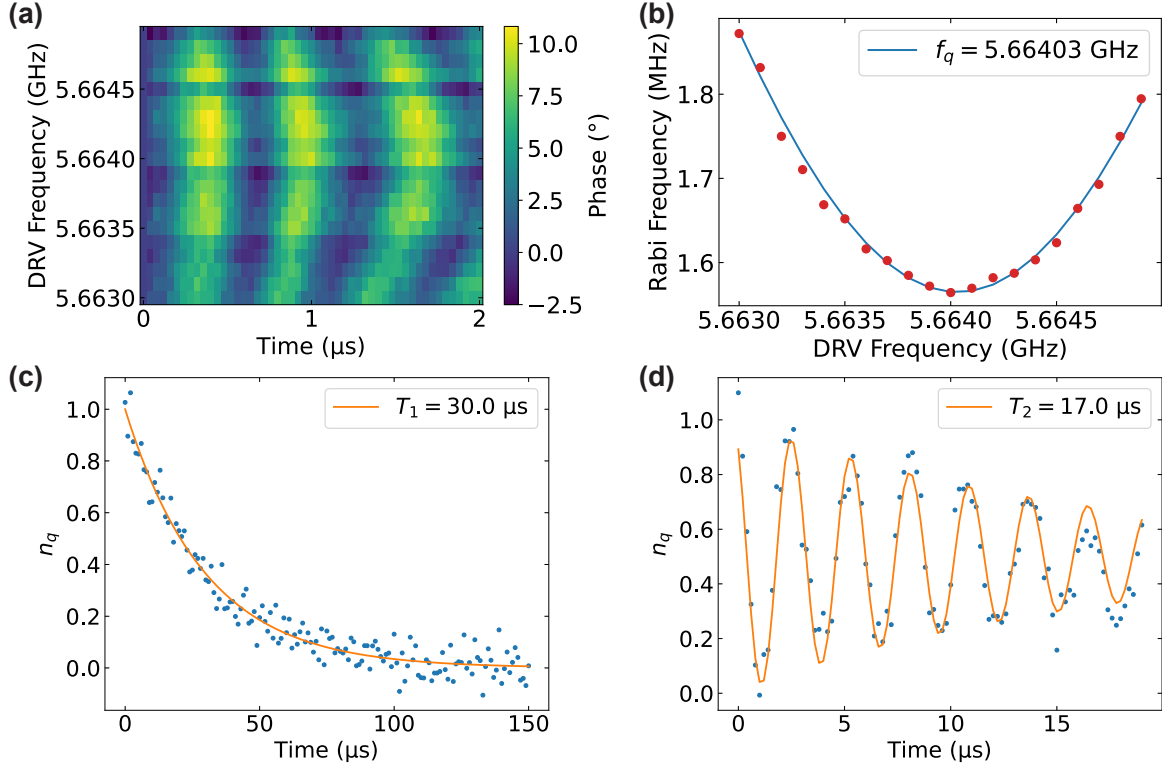 (a)
DRV Frequency (GHz)
5.6645
5.6640
5.6635
5.6630
0
1
2
Time (μs)
10.0
7.5
5.0
2.5
0.0
−2.5
Phase (°)
(b)
Rabi Frequency (MHz)
1.8
1.7
1.6
5.6630
5.6635
5.6640
5.6645
DRV Frequency (GHz)
f_q = 5.66403 GHz
(c)
n_q
1.0
0.8
0.6
0.4
0.2
0.0
0
50
100
150
Time (μs)
T_1 = 30.0 μs
(d)
n_q
1.0
0.8
0.6
0.4
0.2
0.0
0
5
10
15
Time (μs)
T_2 = 17.0 μs